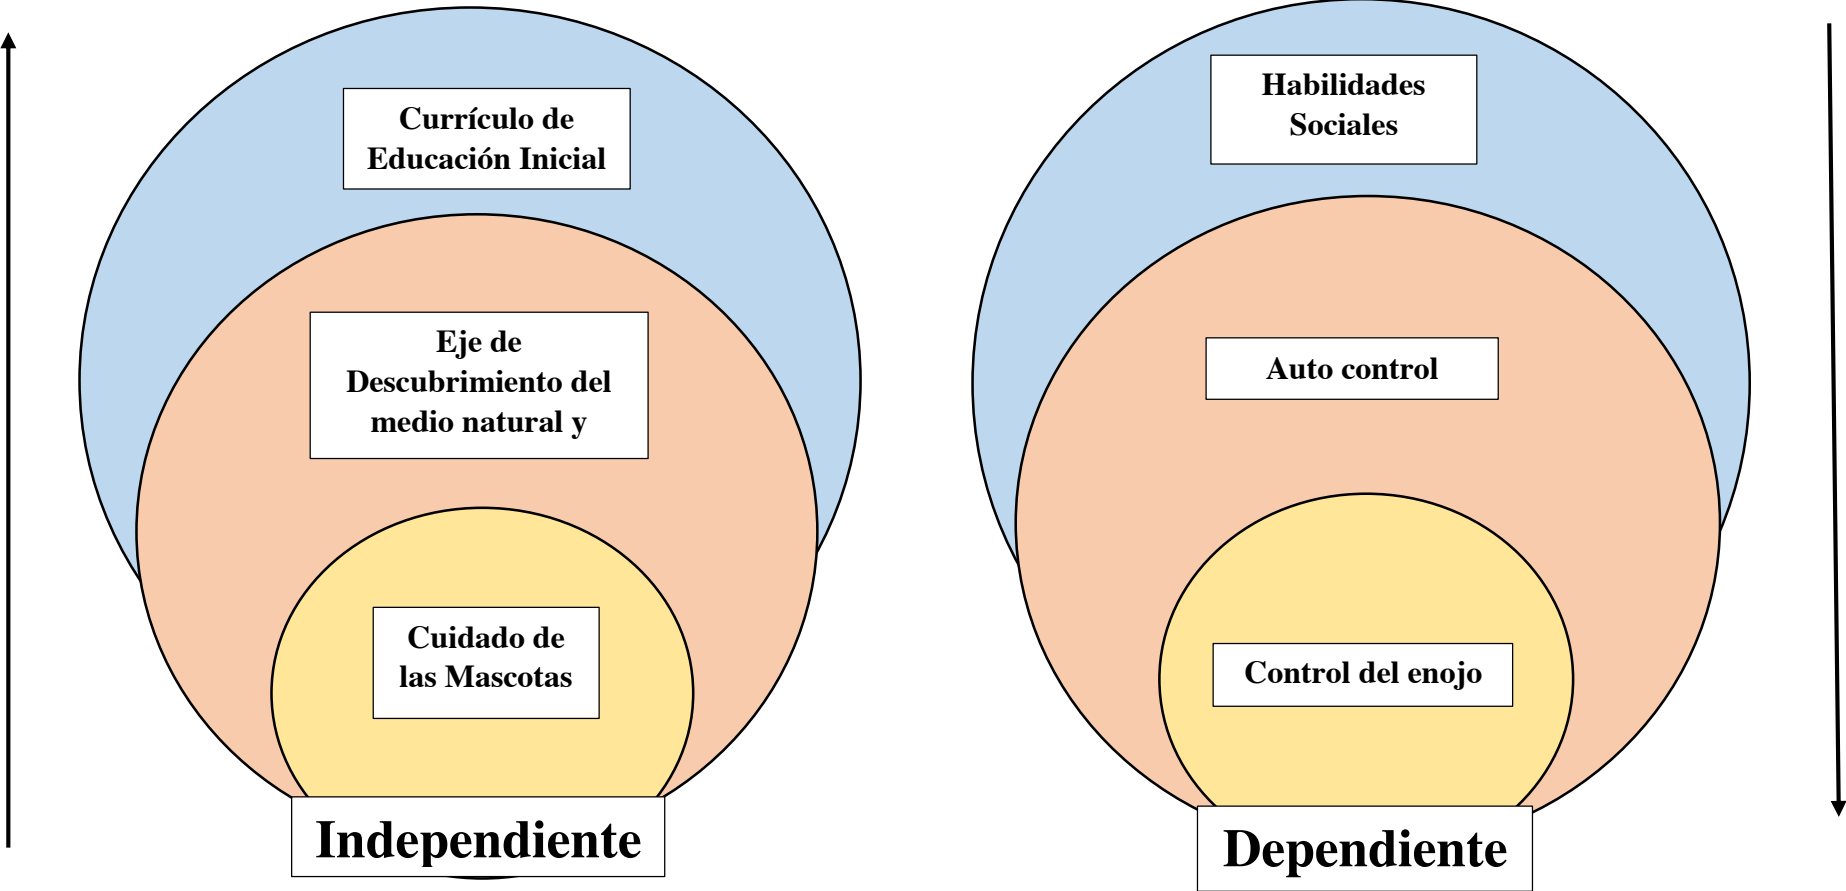 Currículo de
Educación Inicial
Eje de
Descubrimiento del
medio natural y
Cuidado de
las Mascotas
Independiente
Habilidades
Sociales
Auto control
Control del enojo
Dependiente